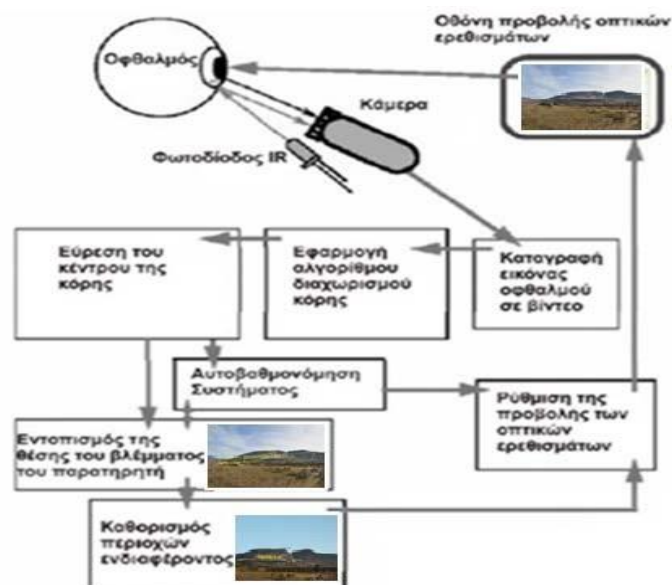 Οθόνη προβολής οπτικών
ερεθισμάτων
Οφθαλμός
Κάμερα
Φωτοδίοδος IR
Εύρεση του
κέντρου της
κόρης
Εφαρμογή
αλγορίθμου
διαχωρισμού
κόρης
Καταγραφή
εικόνας
οφθαλμού
σε βίντεο
Αυτοβαθμονόμηση
Συστήματος
Ρύθμιση της
προβολής των
οπτικών
ερεθισμάτων
Εντοπισμός της
θέσης του βλέμματος
του παρατηρητή
Καθορισμός
περιοχών
ενδιαφέροντος